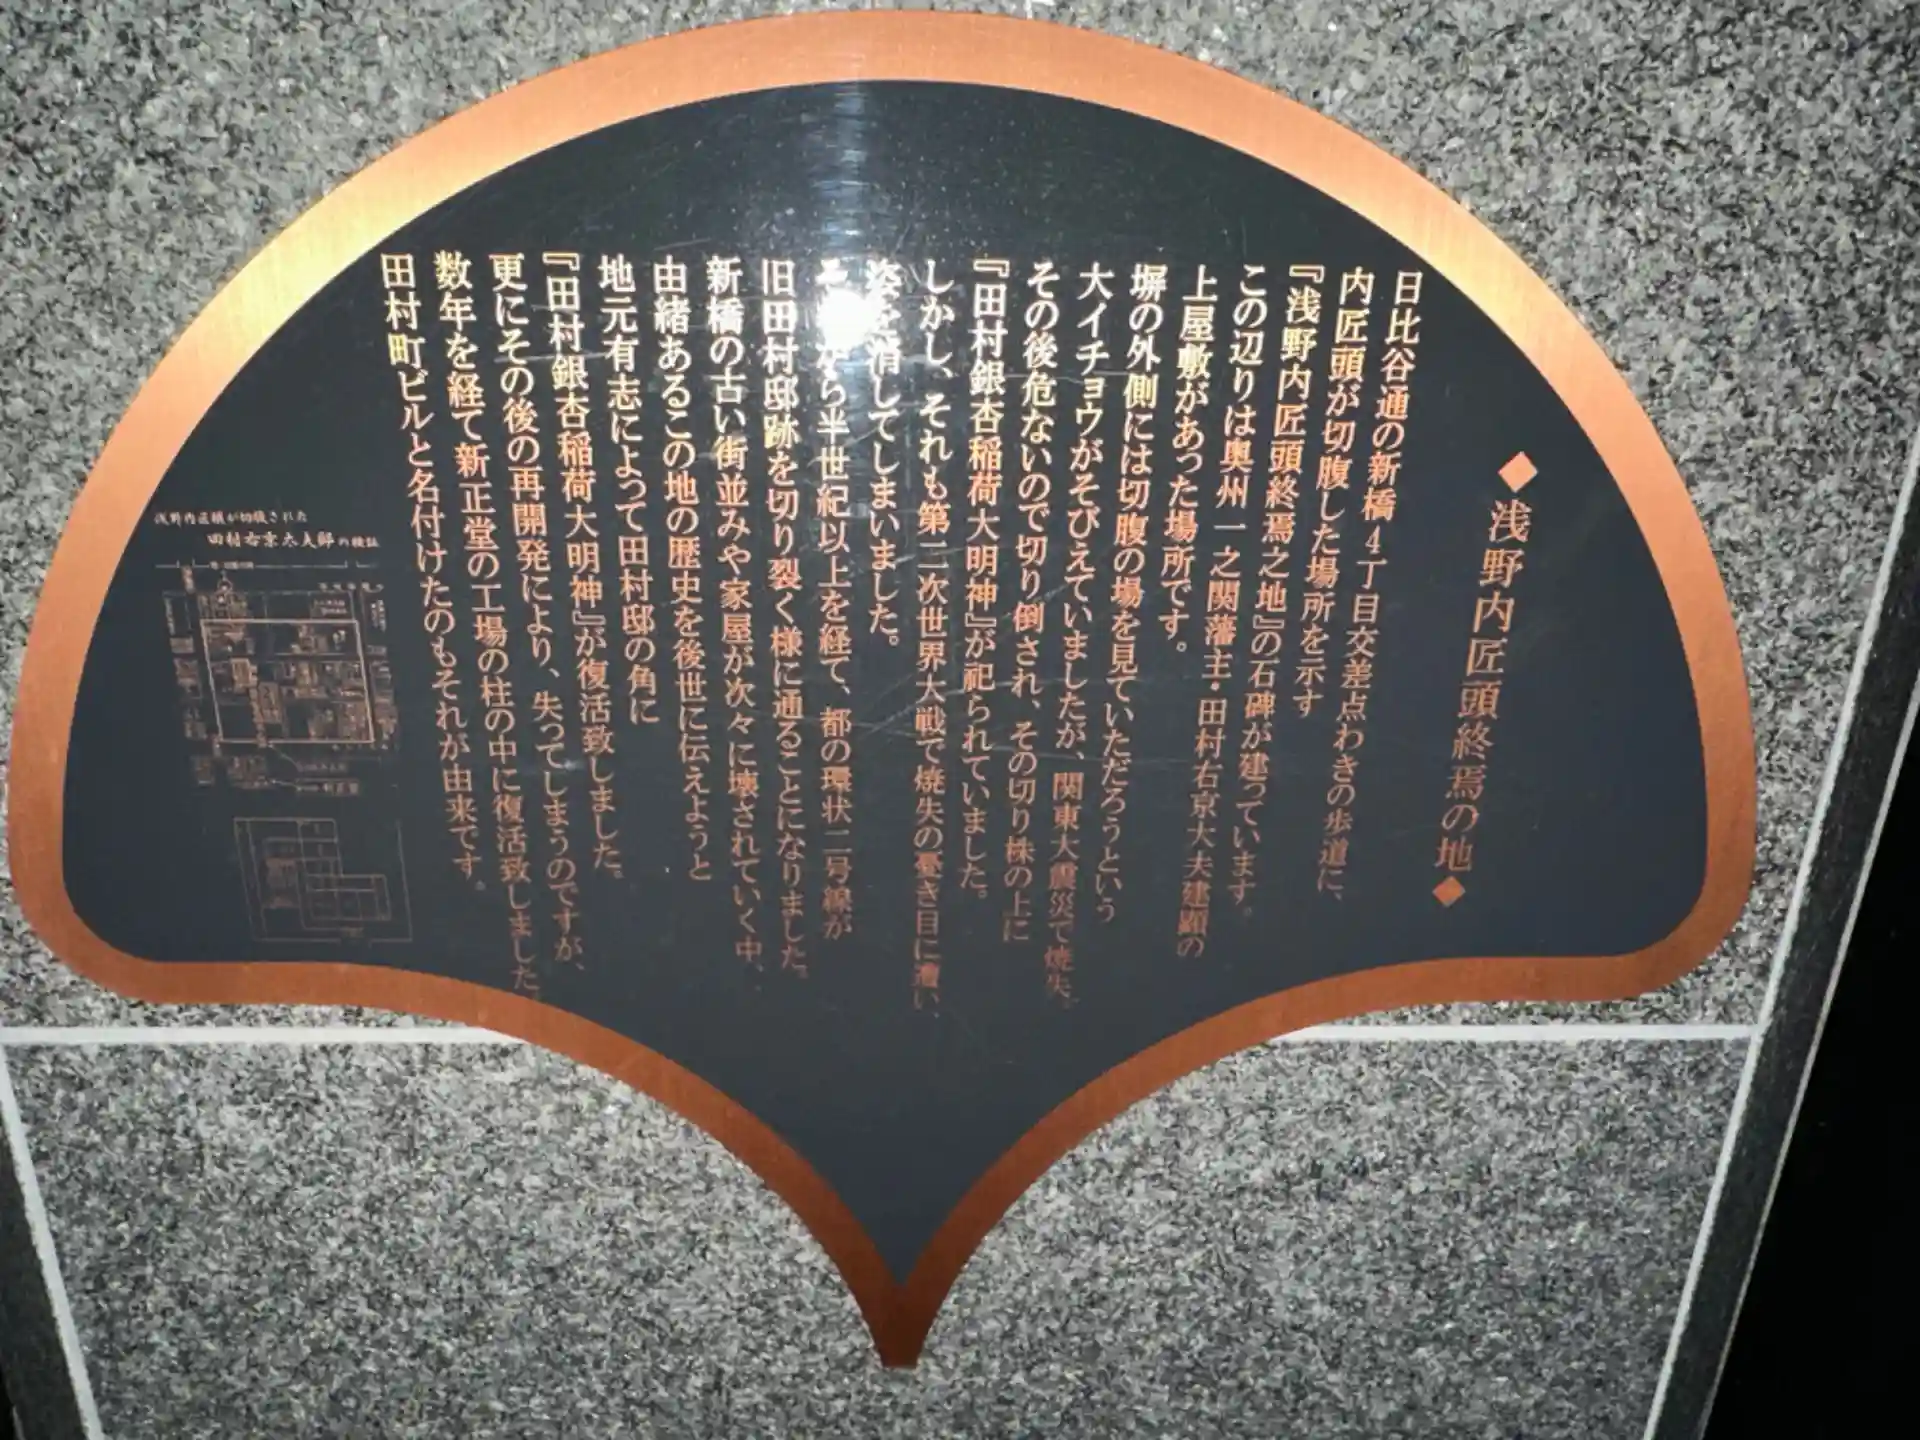 ◆浅野内匠頭終焉の地◆
日比谷通の新橋4丁目交差点わきの歩道に、
内匠頭が切腹した場所を示す
『浅野内匠頭終焉之地』の石碑が建っています。
この辺りは奥州一之関藩主・田村右京大夫建顕の
上屋敷があった場所です。
塀の外側には切腹の場を見ていただろうという
大イチョウがそびえていましたが、関東大震災で焼失、
その後危ないので切り倒され、その切り株の上に
『田村銀杏稲荷大明神』が祀られていました。
しかし、それも第二次世界大戦で焼失の憂き目に遭い、
姿を消してしまいました。
ら半世紀以上を経て、都の環状二号線が
旧田村邸跡を切り裂く様に通ることになりました。
新橋の古い街並みや家屋が次々に壊されていく中、
由緒あるこの地の歴史を後世に伝えようと
地元有志によって田村邸の角に
『田村銀杏稲荷大明神』が復活致しました。
更にその後の再開発により、失ってしまうのですが、
数年を経て新正堂の工場の柱の中に復活致しました。
田村町ビルと名付けたのもそれが由来です。
浅野内匠頭が切腹された
田村右京太夫邸の検証